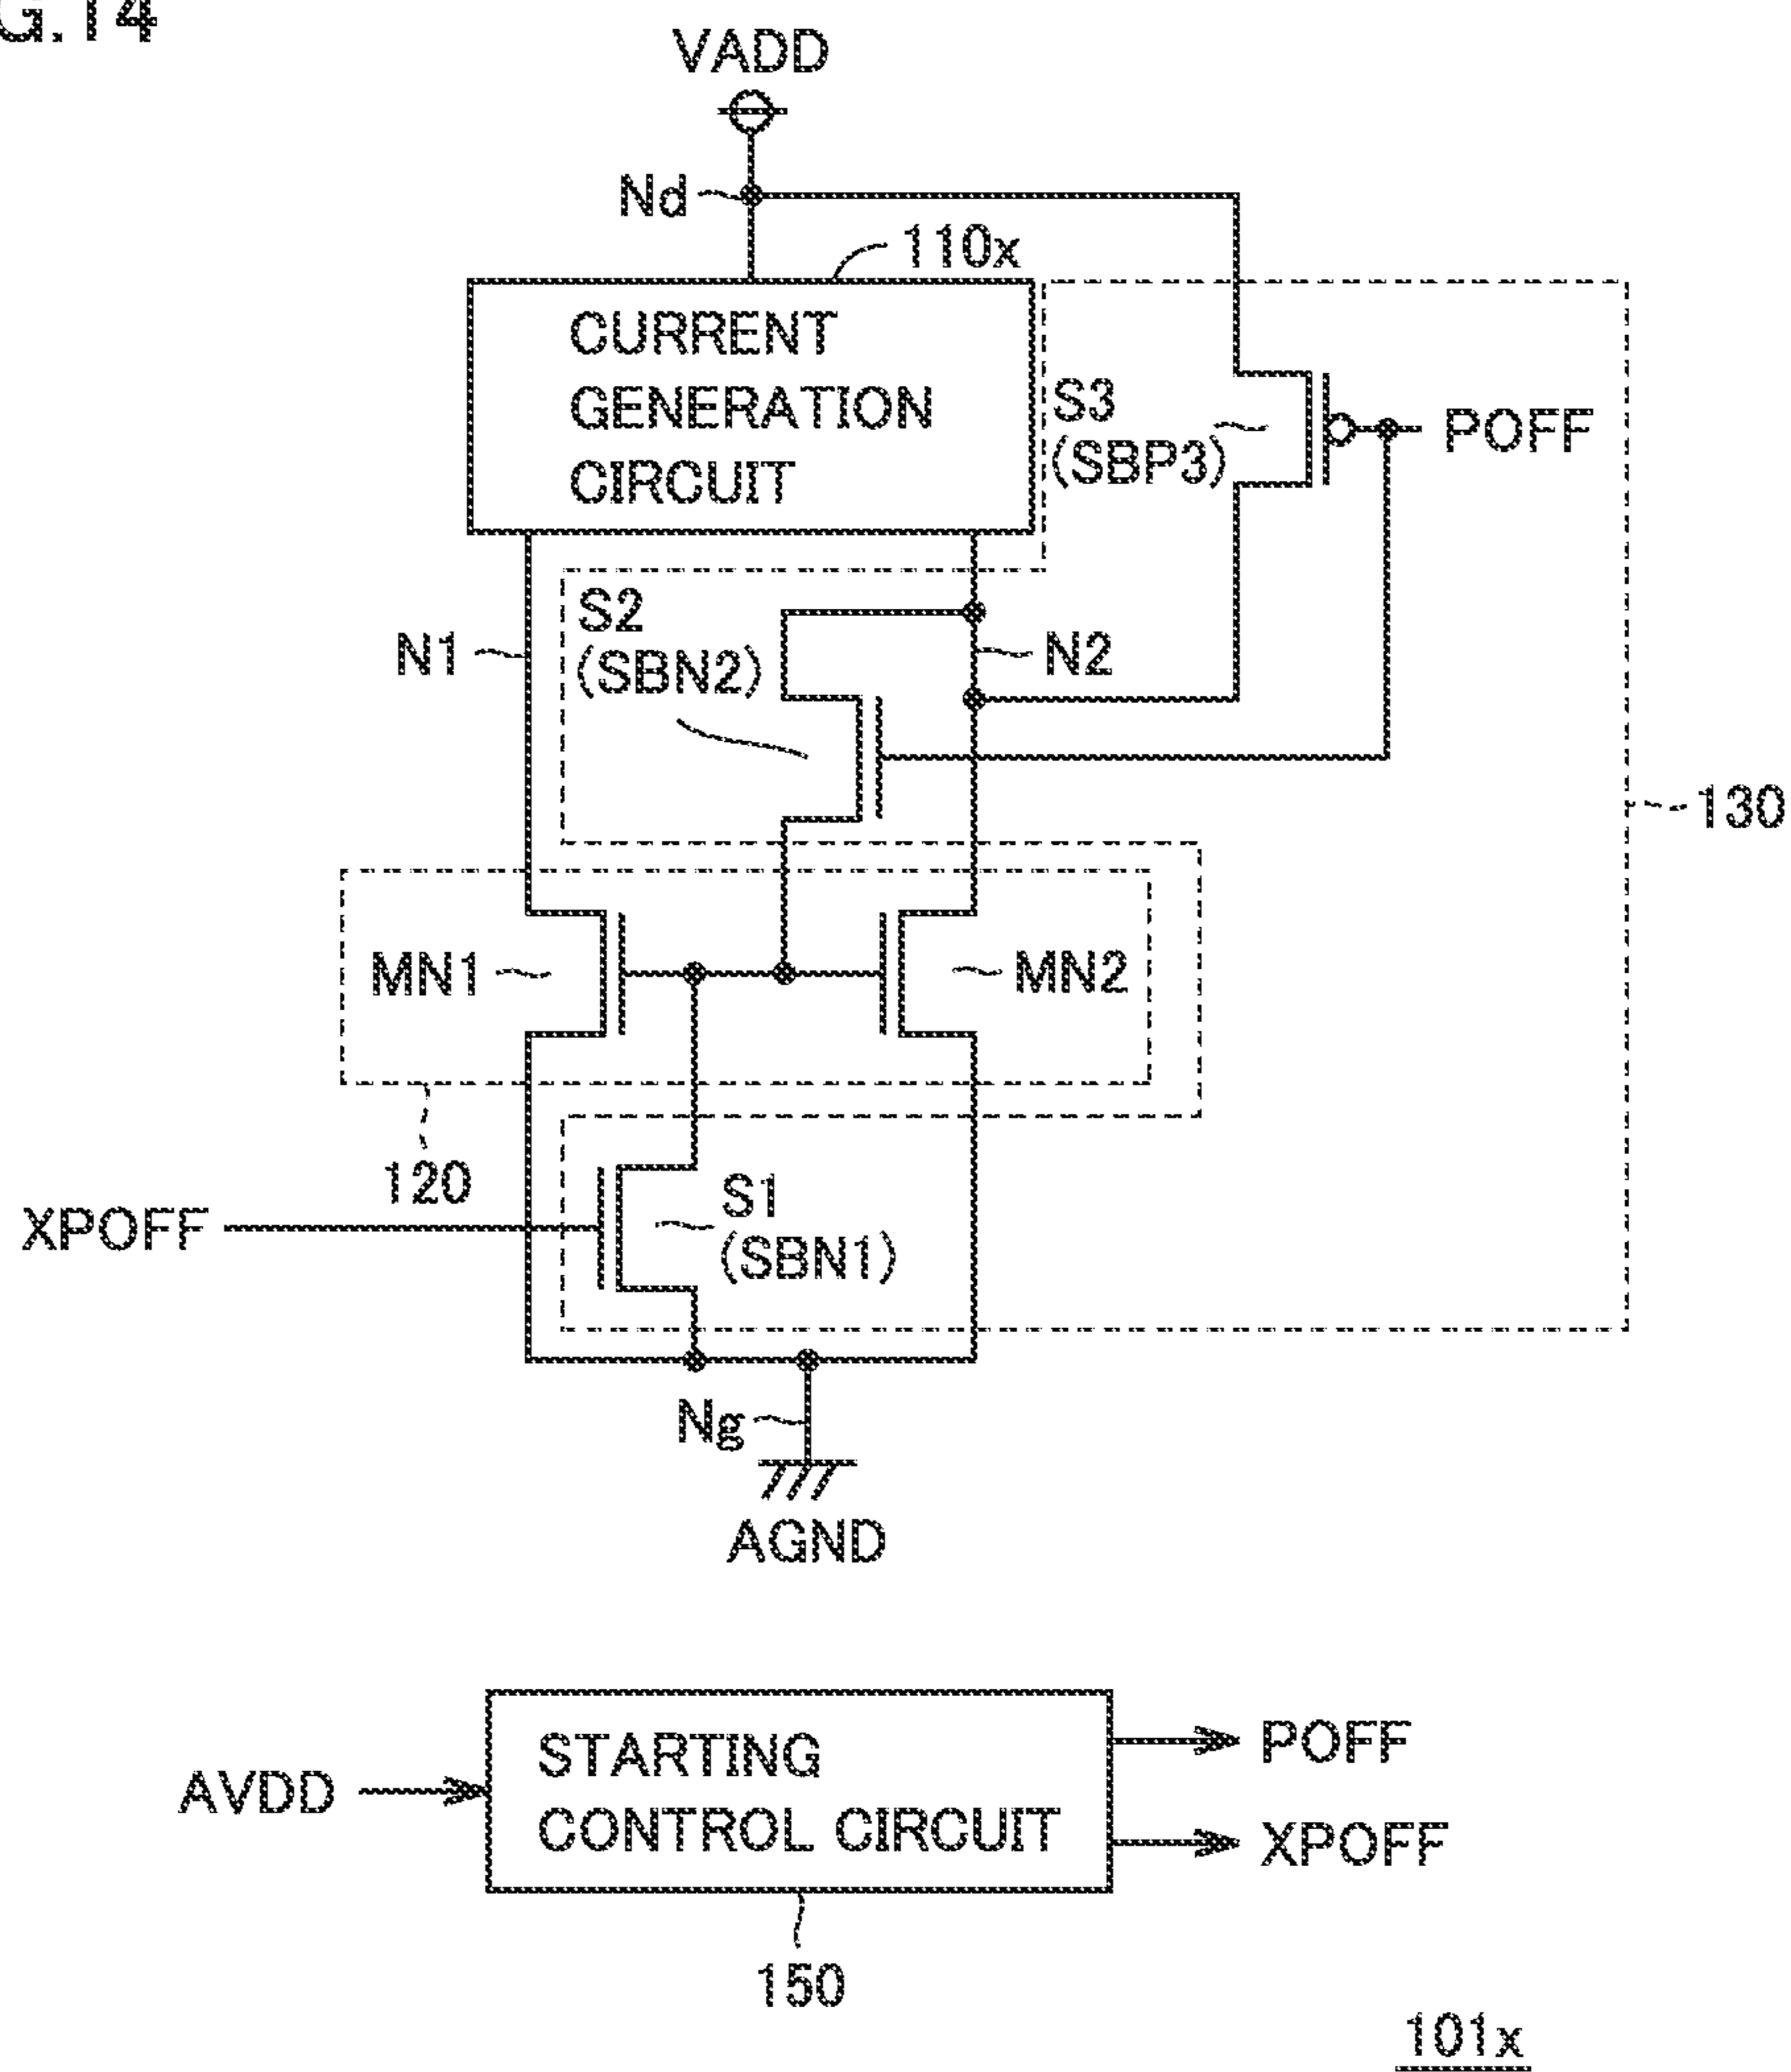 G.14
VADD
Nd
110x
CURRENT
GENERATION
CIRCUIT
S3
(SBP3)
POFF
S2
(SBN2)
N1
N2
130
MN1
MN2
120
XPOFF
S1
(SBN1)
Ng
AGND
AVDD
STARTING
CONTROL CIRCUIT
POFF
XPOFF
150
101x